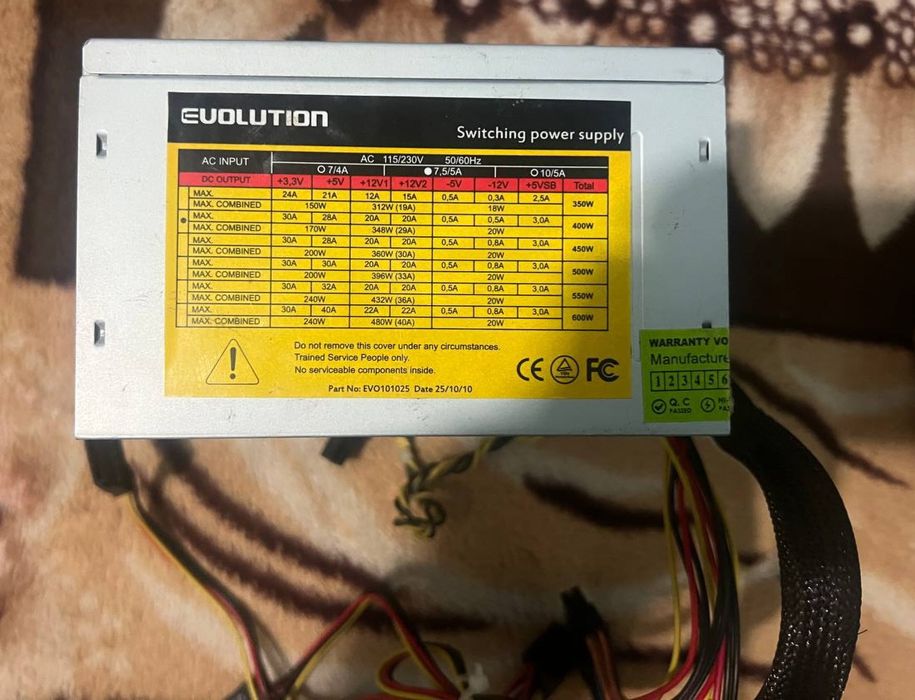 EVOLUTION
Switching power supply
AC INPUT AC 115/230V 50/60Hz
7/4A 7,5/5A 10/5A
DC OUTPUT +3,3V +5V +12V1 +12V2 -5V -12V +5VSB Total
MAX. 24A 21A 12A 15A 0,5A 0,3A 2,5A 350W
MAX. COMBINED 150W 312W (19A) 18W
MAX. 30A 28A 20A 20A 0,5A 0,5A 3,0A 400W
MAX. COMBINED 170W 348W (29A) 20W
MAX. 30A 28A 20A 20A 0,5A 0,8A 3,0A 450W
MAX. COMBINED 200W 360W (30A) 20W
MAX. 30A 30A 20A 20A 0,5A 0,8A 3,0A 500W
MAX. COMBINED 200W 396W (33A) 20W
MAX. 30A 32A 20A 20A 0,5A 0,8A 3,0A 550W
MAX. COMBINED 240W 432W (36A) 20W
MAX. 30A 40A 22A 22A 0,5A 0,8A 3,0A 600W
MAX. COMBINED 240W 480W (40A) 20W
Do not remove this cover under any circumstances.
Trained Service People only.
No serviceable components inside.
Part No: EVO101025 Date 25/10/10
CE FC
WARRANTY VO
Manufacture
1 2 3 4 5 6
Q.C PASSED HI-